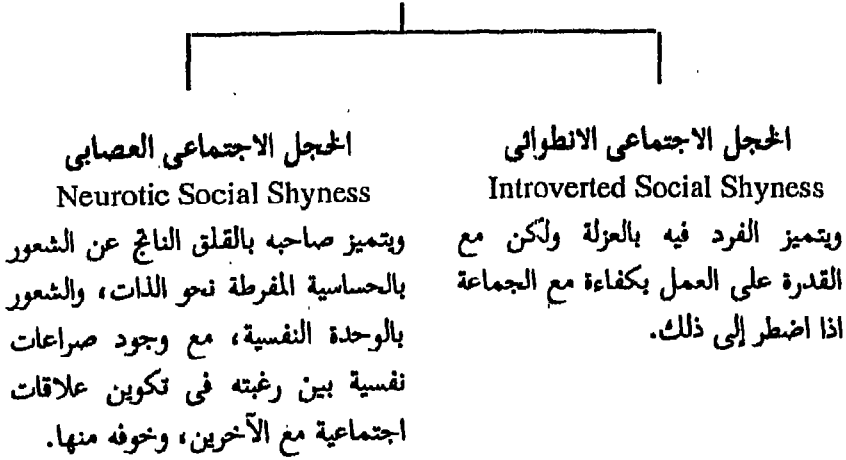 الخجل الاجتماعى الانطوائى
Introverted Social Shyness
ويتميز الفرد فيه بالعزلة ولكن مع
القدرة على العمل بكفاءة مع الجماعة
اذا اضطر إلى ذلك.
الخجل الاجتماعى العصابى
Neurotic Social Shyness
ويتميز صاحبه بالقلق الناتج عن الشعور
بالحساسية المفرطة نحو الذات، والشعور
بالوحدة النفسية، مع وجود صراعات
نفسية بين رغبته فى تكوين علاقات
اجتماعية مع الآخرين، وخوفه منها.